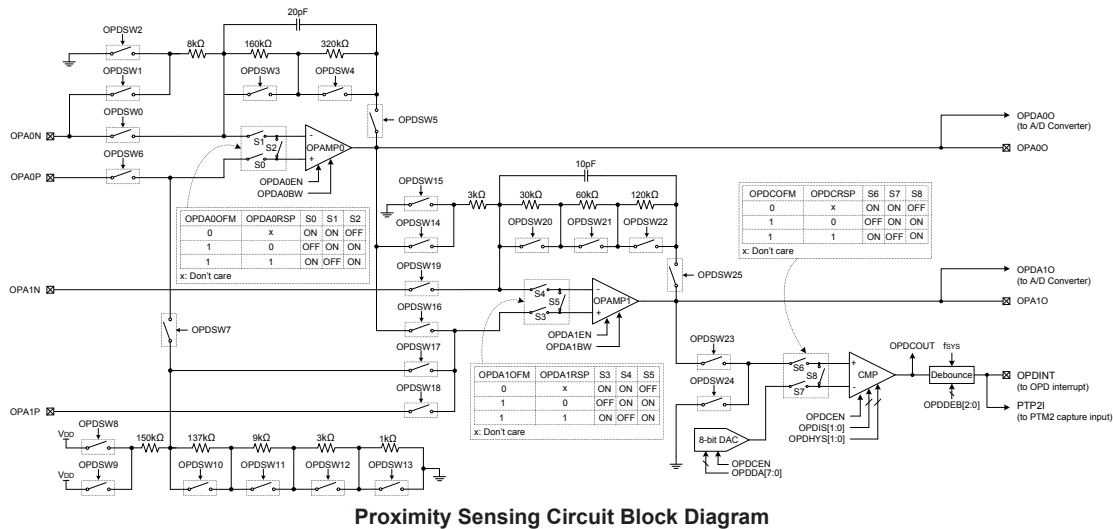 20pF
OPDSW2
8kΩ
160kΩ
320kΩ
OPDSW1
OPDSW3
OPDSW4
OPDSW0
OPDSW5
OPA0N
OPDSW6
S1
S2
S0
-
+
OPAMP0
OPDA0O
(to A/D Converter)
OPA0O
OPA0P
OPDA0EN
OPDA0BW
OPDA0OFM OPDA0RSP S0 S1 S2
0 x ON ON OFF
1 0 OFF ON ON
1 1 ON OFF ON
x: Don't care
10pF
OPDSW15
3kΩ
30kΩ
60kΩ
120kΩ
OPDSW14
OPDSW20
OPDSW21
OPDSW22
OPDCOFM OPDCRSP S6 S7 S8
0 x ON ON OFF
1 0 OFF ON ON
1 1 ON OFF ON
x: Don't care
OPDSW19
OPDSW25
OPA1N
OPDSW16
S4
S5
S3
-
+
OPAMP1
OPDA1O
(to A/D Converter)
OPA1O
OPDSW7
OPDSW17
OPDA1EN
OPDA1BW
OPDSW18
OPA1P
OPDA1OFM OPDA1RSP S3 S4 S5
0 x ON ON OFF
1 0 OFF ON ON
1 1 ON OFF ON
x: Don't care
OPDSW23
OPDSW24
S6
S8
S7
+
-
CMP
OPDCOUT
fSYS
Debounce
OPDDEB[2:0]
OPDINT
(to OPD interrupt)
PTP2I
(to PTM2 capture input)
OPDCEN
OPDIS[1:0]
OPDHYS[1:0]
8-bit DAC
OPDCEN
OPDDA[7:0]
VDD
OPDSW8
150kΩ
137kΩ
9kΩ
3kΩ
1kΩ
VDD
OPDSW9
OPDSW10
OPDSW11
OPDSW12
OPDSW13
Proximity Sensing Circuit Block Diagram